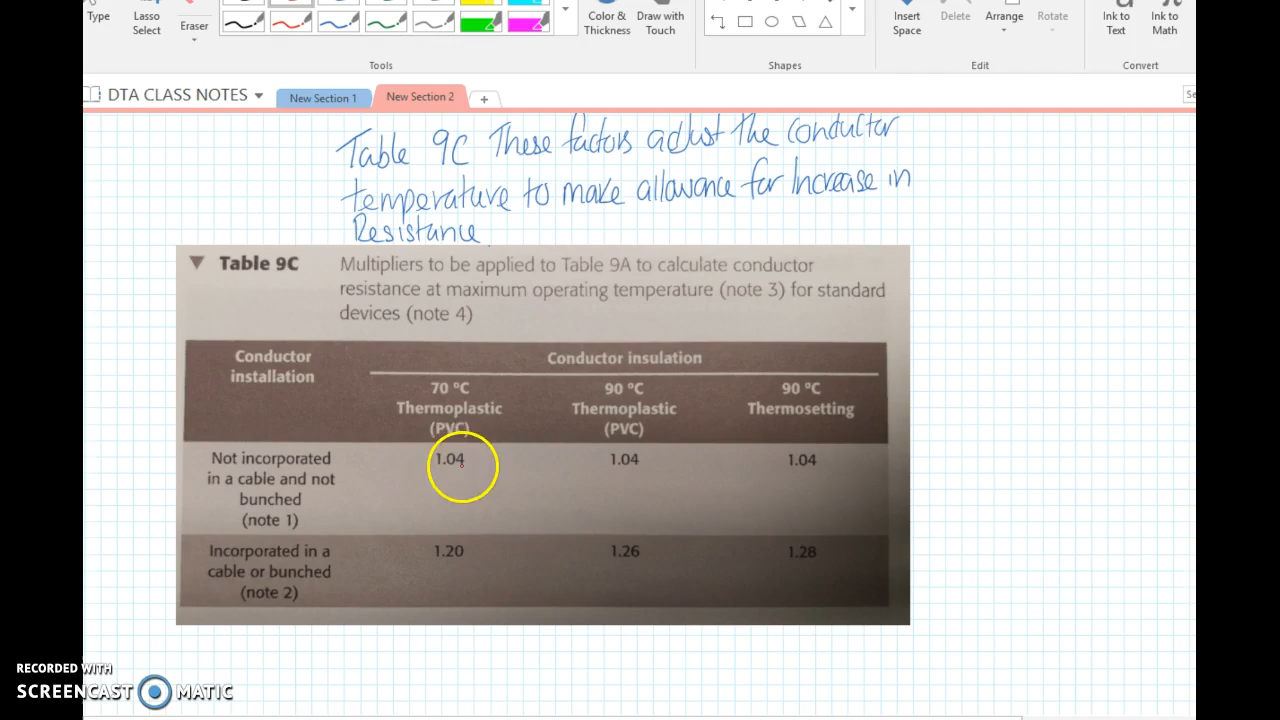 Type
Lasso
Select
Eraser
Color &
Thickness
Draw with
Touch
Insert
Space
Delete
Arrange
Rotate
Ink to
Text
Ink to
Math
Tools
Shapes
Edit
Convert
DTA CLASS NOTES
New Section 1
New Section 2
+
Se
Table 9C These factors adjust the conductor
temperature to make allowance for Increase in
Resistance
Table 9C Multipliers to be applied to Table 9A to calculate conductor
resistance at maximum operating temperature (note 3) for standard
devices (note 4)
Conductor
installation
Conductor insulation
70 °C
Thermoplastic
(PVC)
90 °C
Thermoplastic
(PVC)
90 °C
Thermosetting
Not incorporated
in a cable and not
bunched
(note 1)
1.04 1.04 1.04
Incorporated in a
cable or bunched
(note 2)
1.20 1.26 1.28
RECORDED WITH
SCREENCAST MATIC